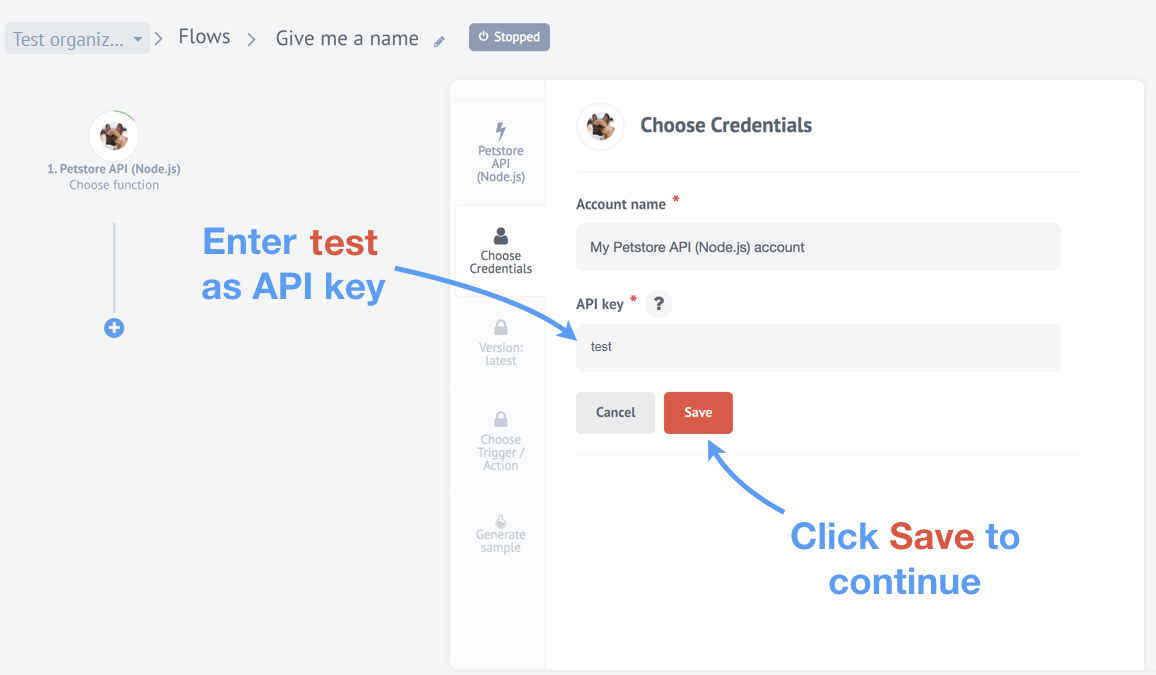 Test organiz... > Flows > Give me a name Stopped
1. Petstore API (Node.js)
Choose function
Enter test
as API key
Petstore
API
(Node.js)
Choose
Credentials
Version:
latest
Choose
Trigger /
Action
Generate
sample
Choose Credentials
Account name *
My Petstore API (Node.js) account
API key * ?
test
Cancel Save
Click Save to
continue